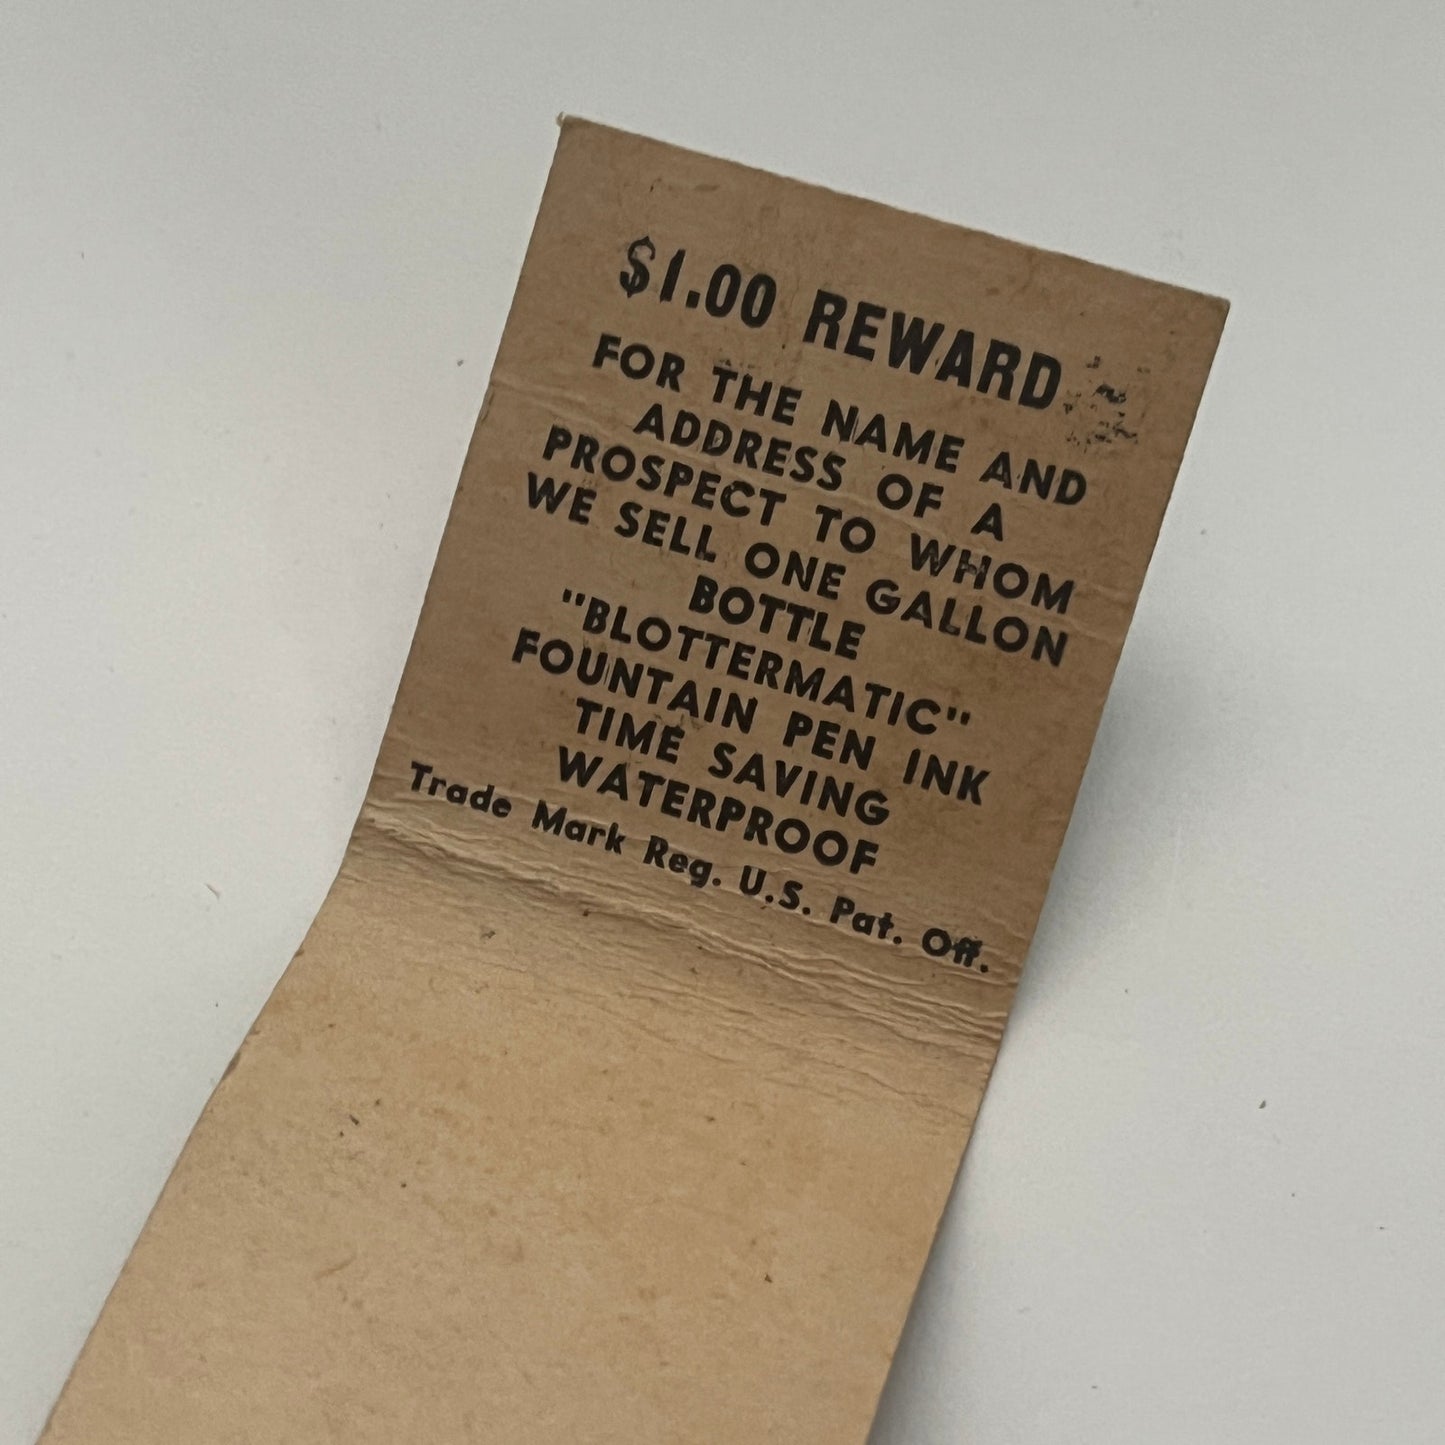 $1.00 REWARD
FOR THE NAME AND
ADDRESS OF A
PROSPECT TO WHOM
WE SELL ONE GALLON
BOTTLE
"BLOTTERMATIC"
FOUNTAIN PEN INK
TIME SAVING
WATERPROOF
Trade Mark Reg. U.S. Pat. Off.